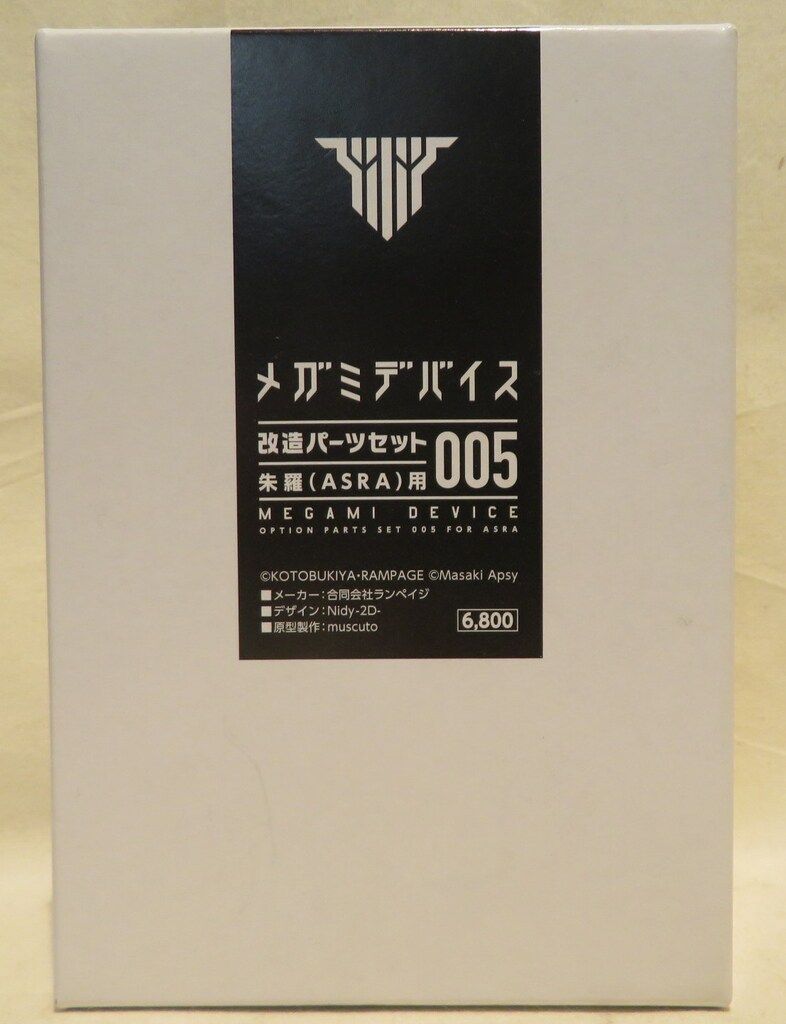 メガミデバイス
改造パーツセット
朱羅(ASRA)用
005
MEGAMI DEVICE
OPTION PARTS SET 005 FOR ASRA
©KOTOBUKIYA・RAMPAGE ©Masaki Apsy
■メーカー:合同会社ランペイジ
■デザイン:Nidy-2D-
■原型製作:muscuto
6,800